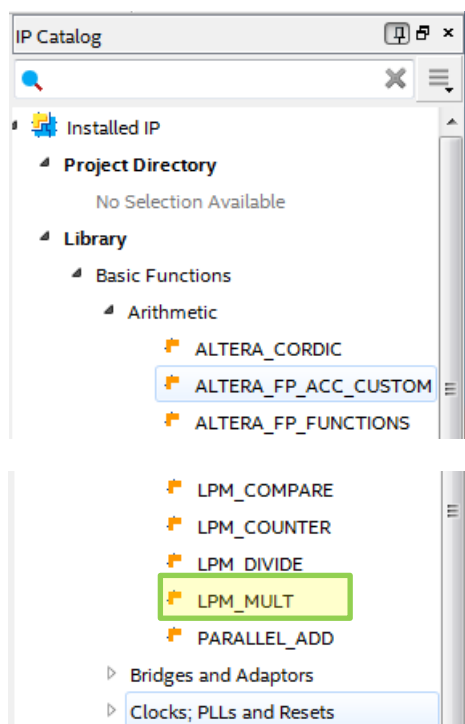 IP Catalog
Installed IP
Project Directory
No Selection Available
Library
Basic Functions
Arithmetic
ALTERA_CORDIC
ALTERA_FP_ACC_CUSTOM
ALTERA_FP_FUNCTIONS
LPM_COMPARE
LPM_COUNTER
LPM_DIVIDE
LPM_MULT
PARALLEL_ADD
Bridges and Adaptors
Clocks; PLLs and Resets